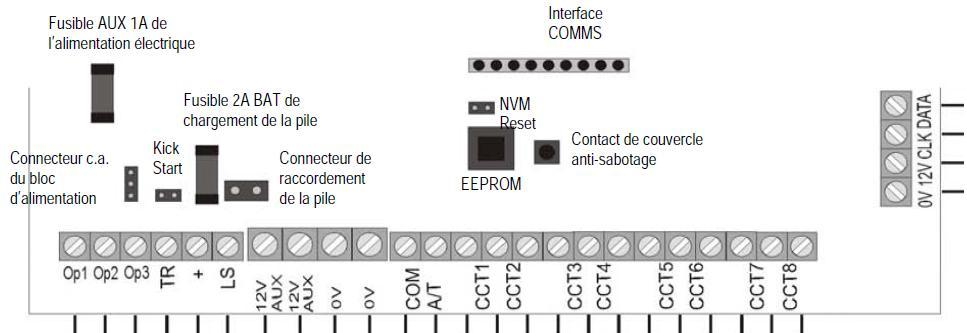 Fusible AUX 1A de
l'alimentation électrique
Interface
COMMS
Fusible 2A BAT de
chargement de la pile
NVM
Reset
Contact de couvercle
anti-sabotage
Connecteur c.a.
du bloc
d'alimentation
Kick
Start
Connecteur de
raccordement
de la pile
EEPROM
0V 12V CLK DATA
Op1 Op2 Op3 TR + LS
12V AUX
12V AUX
0V
0V
COM
A/T
CCT1
CCT2
CCT3
CCT4
CCT5
CCT6
CCT7
CCT8